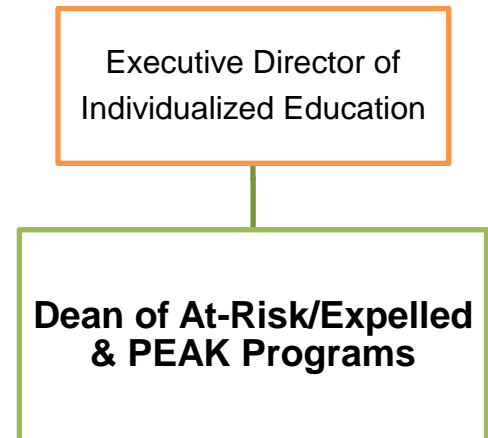 Executive Director of
Individualized Education
Dean of At-Risk/Expelled
& PEAK Programs